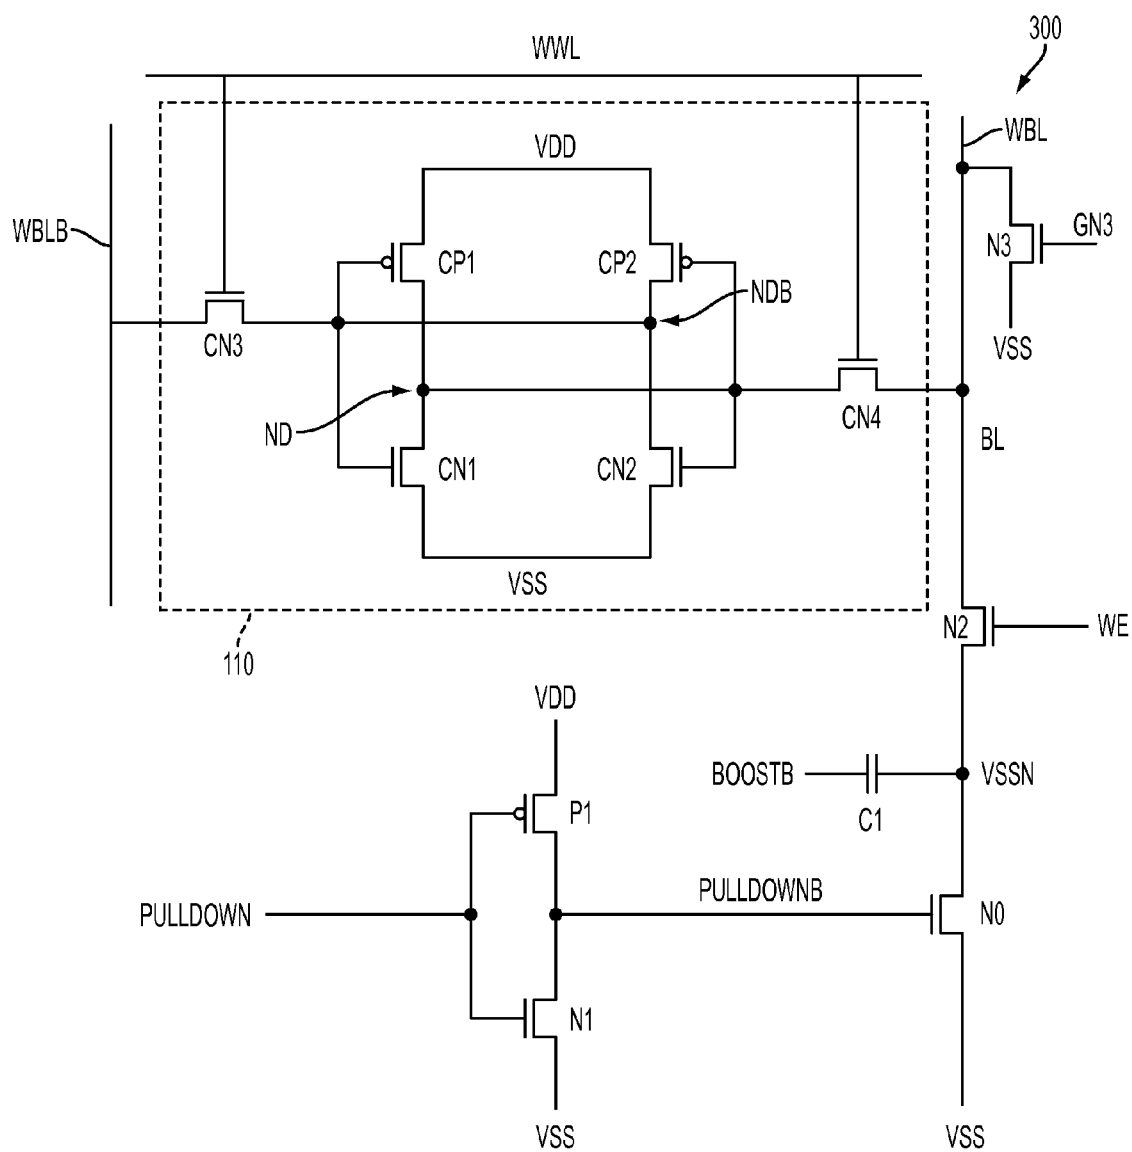 300
WWL
WBL
VDD
WBLB
GN3
N3
CP1
CP2
NDB
CN3
VSS
CN4
ND
BL
CN1
CN2
VSS
N2
WE
110
VDD
BOOSTB
VSSN
P1
C1
PULLDOWNB
PULLDOWN
N0
N1
VSS
VSS